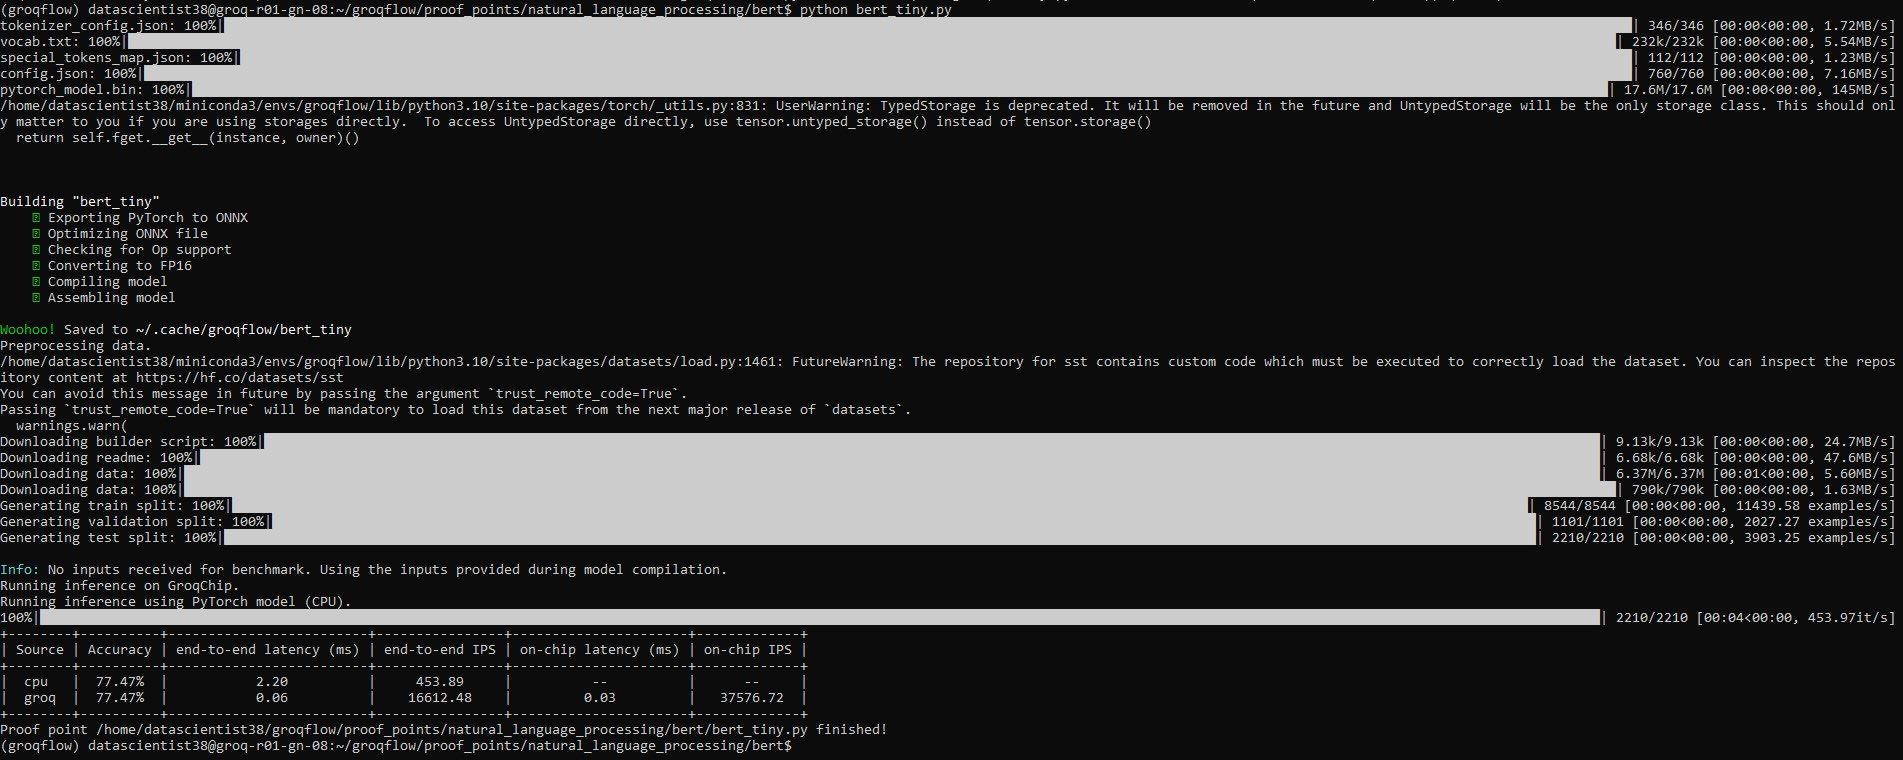 (groqflow) datascientist38@groq-r01-gn-08:~/groqflow/proof_points/natural_language_processing/bert$ python bert_tiny.py
tokenizer_config.json: 100%| | 346/346 [00:00<00:00, 1.72MB/s]
vocab.txt: 100%| | 232k/232k [00:00<00:00, 5.54MB/s]
special_tokens_map.json: 100%| | 112/112 [00:00<00:00, 1.23MB/s]
config.json: 100%| | 760/760 [00:00<00:00, 7.16MB/s]
pytorch_model.bin: 100%| | 17.6M/17.6M [00:00<00:00, 145MB/s]
/home/datascientist38/miniconda3/envs/groqflow/lib/python3.10/site-packages/torch/_utils.py:831: UserWarning: TypedStorage is deprecated. It will be removed in the future and UntypedStorage will be the only storage class. This should onl
y matter to you if you are using storages directly.  To access UntypedStorage directly, use tensor.untyped_storage() instead of tensor.storage()
  return self.fget.__get__(instance, owner)()
Building "bert_tiny"
Exporting PyTorch to ONNX
Optimizing ONNX file
Checking for Op support
Converting to FP16
Compiling model
Assembling model
Woohoo! Saved to ~/.cache/groqflow/bert_tiny
Preprocessing data.
/home/datascientist38/miniconda3/envs/groqflow/lib/python3.10/site-packages/datasets/load.py:1461: FutureWarning: The repository for sst contains custom code which must be executed to correctly load the dataset. You can inspect the repos
itory content at https://hf.co/datasets/sst
You can avoid this message in future by passing the argument `trust_remote_code=True`.
Passing `trust_remote_code=True` will be mandatory to load this dataset from the next major release of `datasets`.
  warnings.warn(
Downloading builder script: 100%| | 9.13k/9.13k [00:00<00:00, 24.7MB/s]
Downloading readme: 100%| | 6.68k/6.68k [00:00<00:00, 47.6MB/s]
Downloading data: 100%| | 6.37M/6.37M [00:01<00:00, 5.60MB/s]
Downloading data: 100%| | 790k/790k [00:00<00:00, 1.63MB/s]
Generating train split: 100%| | 8544/8544 [00:00<00:00, 11439.58 examples/s]
Generating validation split: 100%| | 1101/1101 [00:00<00:00, 2027.27 examples/s]
Generating test split: 100%| | 2210/2210 [00:00<00:00, 3903.25 examples/s]
Info: No inputs received for benchmark. Using the inputs provided during model compilation.
Running inference on GroqChip.
Running inference using PyTorch model (CPU).
100%| | 2210/2210 [00:04<00:00, 453.97it/s]
+--------+----------+-------------------------+----------------+----------------------+-------------+
| Source | Accuracy | end-to-end latency (ms) | end-to-end IPS | on-chip latency (ms) | on-chip IPS |
+--------+----------+-------------------------+----------------+----------------------+-------------+
|  cpu   |  77.47%  |          2.20           |     453.89     |          --          |      --     |
|  groq  |  77.47%  |          0.06           |    16612.48    |         0.03         |   37576.72  |
+--------+----------+-------------------------+----------------+----------------------+-------------+
Proof point /home/datascientist38/groqflow/proof_points/natural_language_processing/bert/bert_tiny.py finished!
(groqflow) datascientist38@groq-r01-gn-08:~/groqflow/proof_points/natural_language_processing/bert$